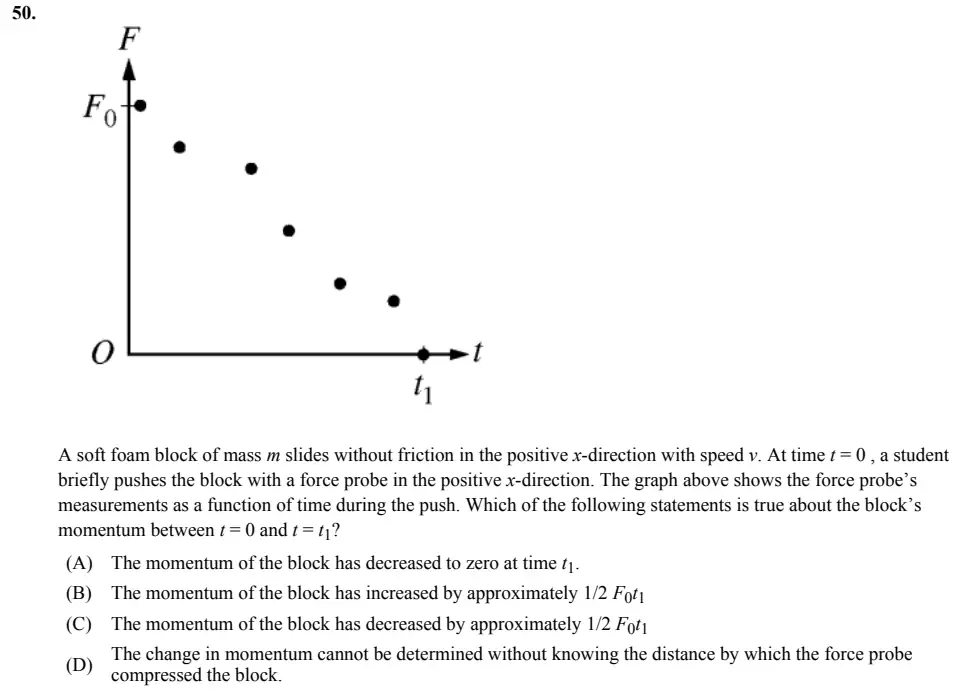 50.
F
F₀
O
t
t₁
A soft foam block of mass m slides without friction in the positive x-direction with speed v. At time t = 0 , a student
briefly pushes the block with a force probe in the positive x-direction. The graph above shows the force probe’s
measurements as a function of time during the push. Which of the following statements is true about the block’s
momentum between t = 0 and t = t₁?
(A) The momentum of the block has decreased to zero at time t₁.
(B) The momentum of the block has increased by approximately 1/2 F₀t₁
(C) The momentum of the block has decreased by approximately 1/2 F₀t₁
(D) The change in momentum cannot be determined without knowing the distance by which the force probe
compressed the block.